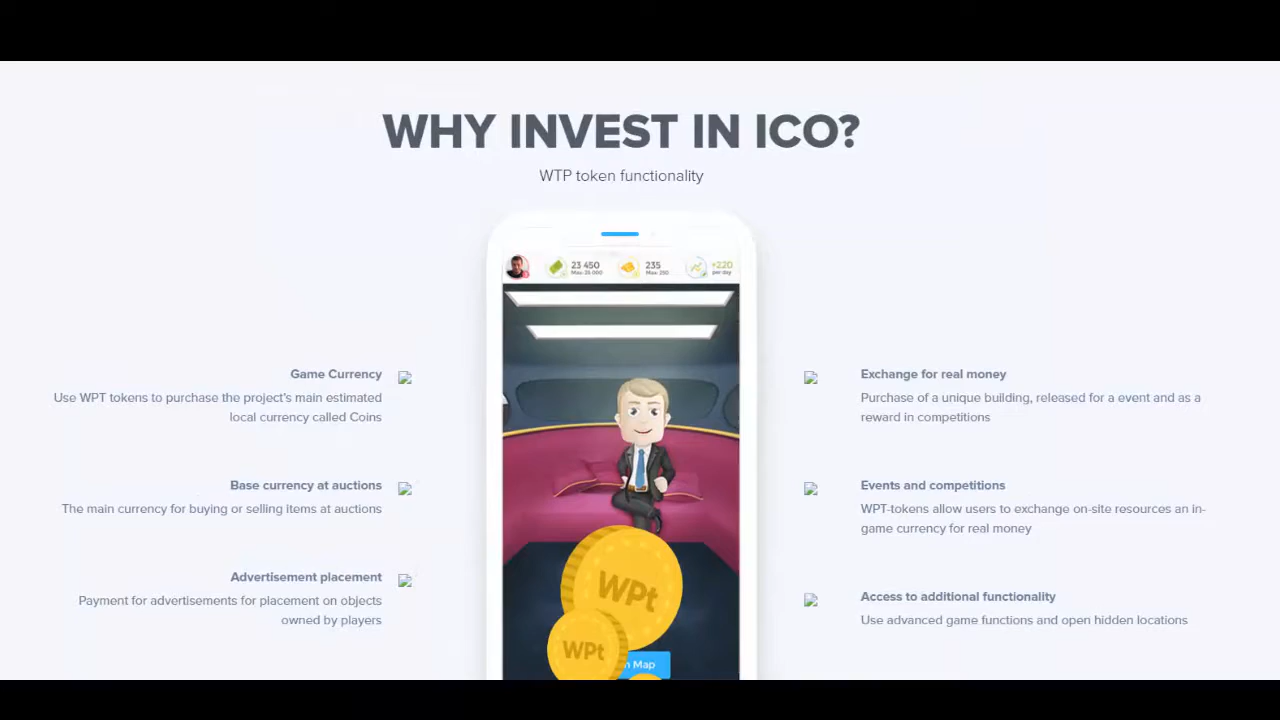 WHY INVEST IN ICO?
WTP token functionality
23 450
Max: 35 000
235
Max: 250
+220
per day
Game Currency
Use WPT tokens to purchase the project's main estimated
local currency called Coins
Base currency at auctions
The main currency for buying or selling items at auctions
Advertisement placement
Payment for advertisements for placement on objects
owned by players
WPt
WPt
Map
Exchange for real money
Purchase of a unique building, released for a event and as a
reward in competitions
Events and competitions
WPT-tokens allow users to exchange on-site resources an in-
game currency for real money
Access to additional functionality
Use advanced game functions and open hidden locations